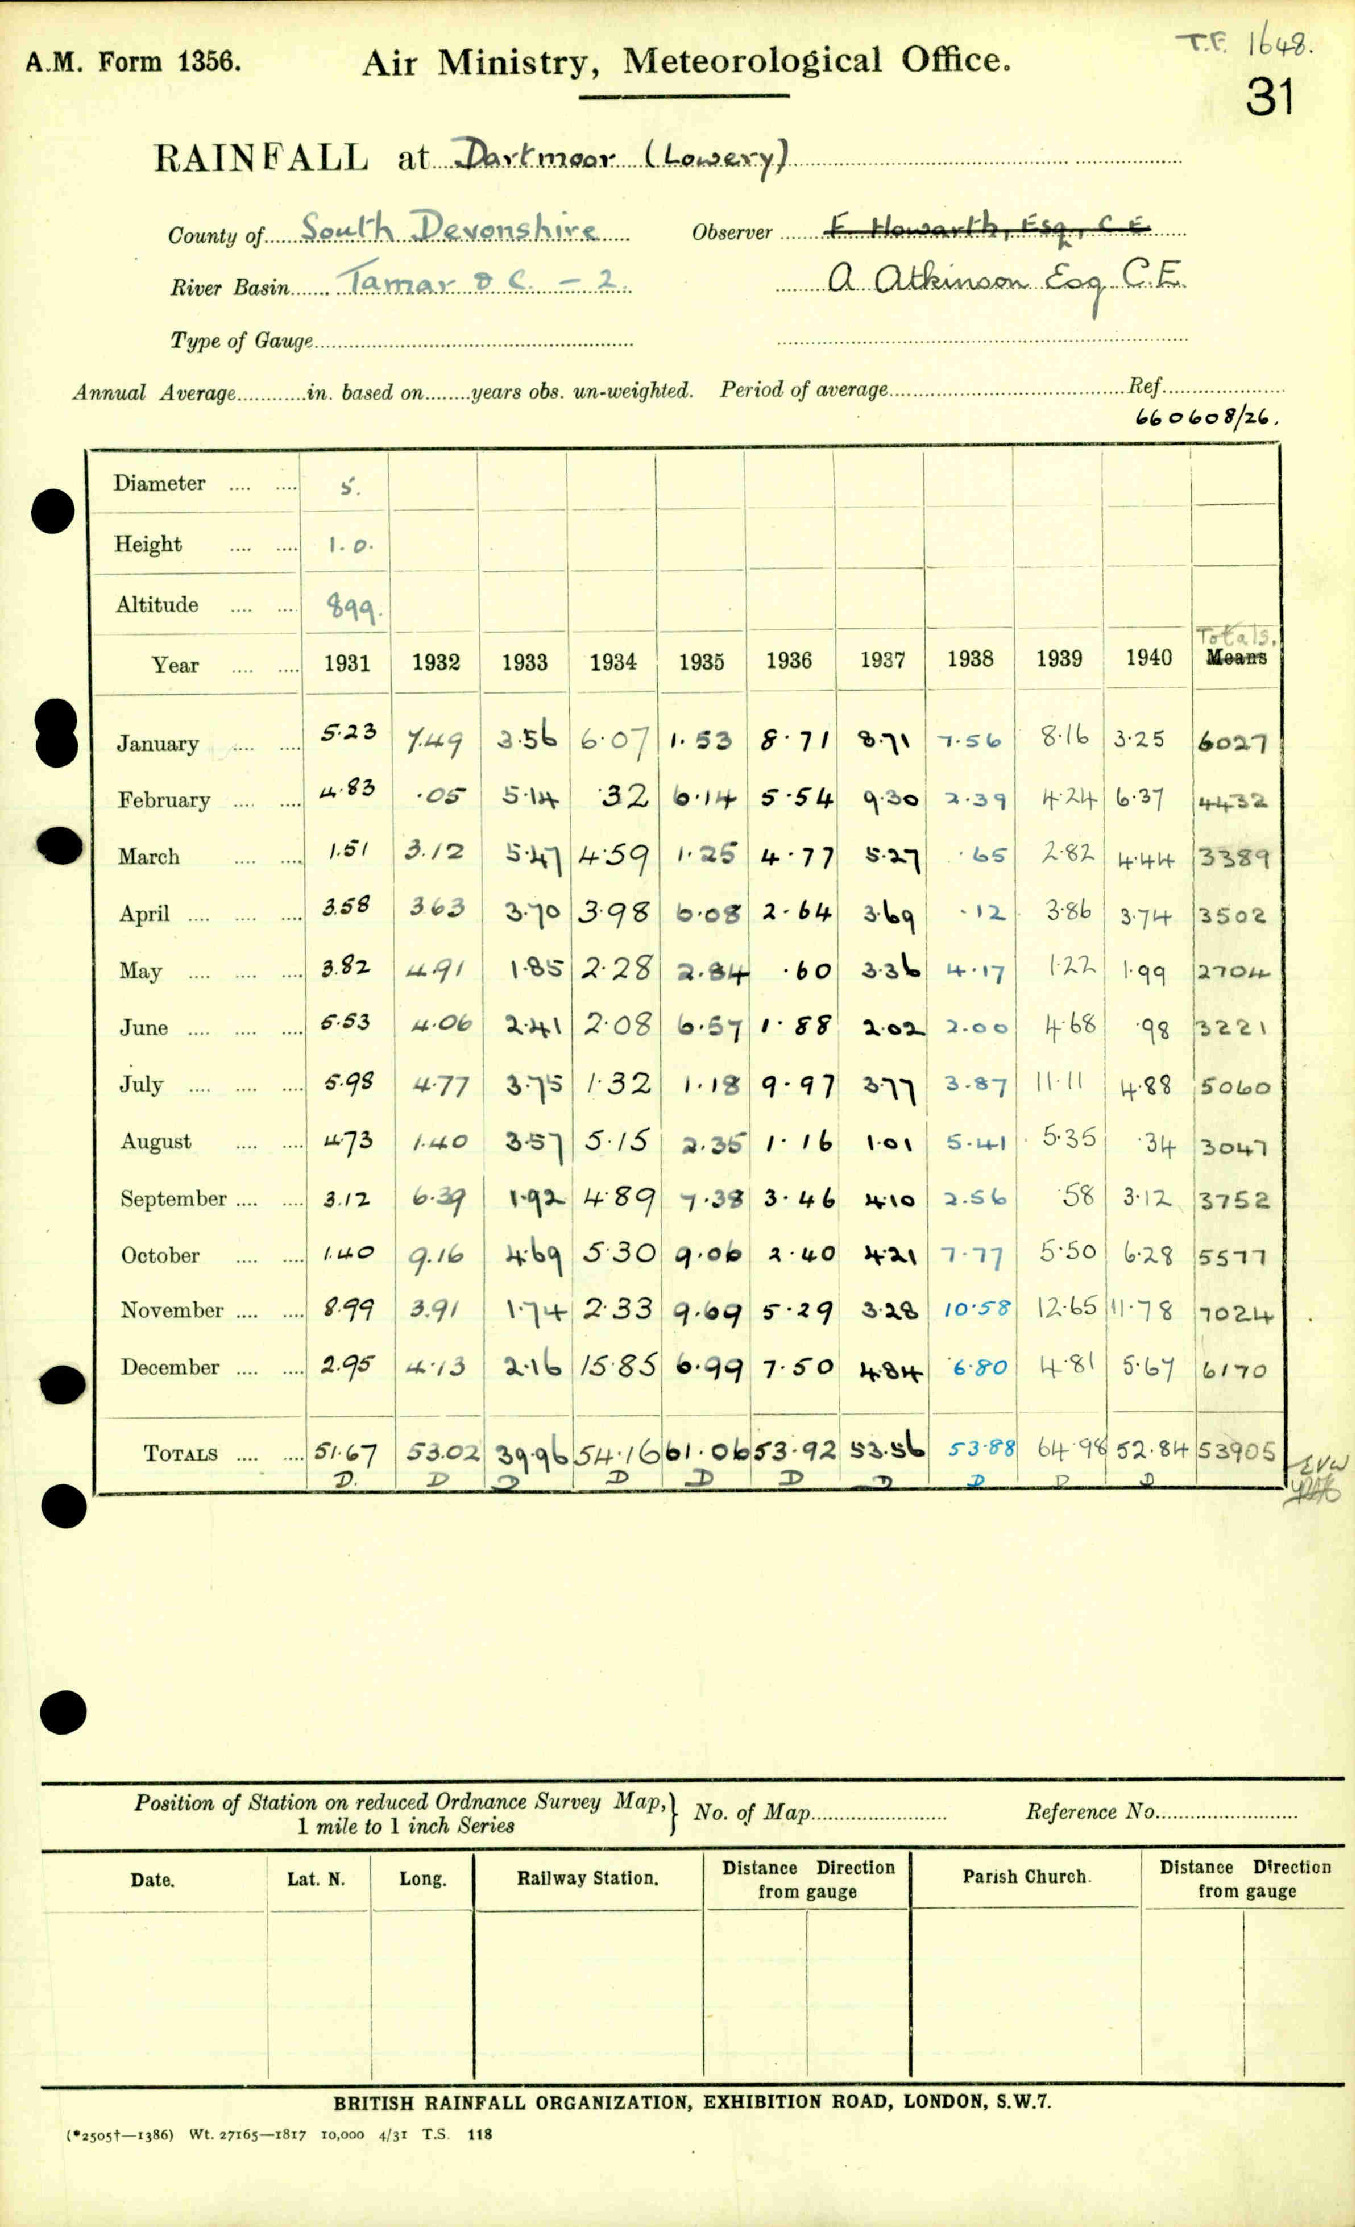 T.F. 1648.
A.M. Form 1356. Air Ministry, Meteorological Office.
31
RAINFALL at Dartmoor (Lowery)
County of South Devonshire Observer F. Howarth, Esq., C.E.
River Basin Tamar &c. - 2. A Atkinson Esq C.E.
Type of Gauge
Annual Average in. based on years obs. un-weighted. Period of average Ref.
660608/26.
Diameter 5.
Height 1.0.
Altitude 899.
Totals.
Year 1931 1932 1933 1934 1935 1936 1937 1938 1939 1940 Means
January 5.23 7.49 3.56 6.07 1.53 8.71 8.71 7.56 8.16 3.25 6027
February 4.83 .05 5.14 .32 6.14 5.54 9.30 2.39 4.24 6.37 4432
March 1.51 3.12 5.47 4.59 1.25 4.77 5.27 .65 2.82 4.44 3389
April 3.58 3.63 3.70 3.98 6.08 2.64 3.69 .12 3.86 3.74 3502
May 3.82 4.91 1.85 2.28 2.84 .60 3.36 4.17 1.22 1.99 2704
June 5.53 4.06 2.41 2.08 6.57 1.88 2.02 2.00 4.68 .98 3221
July 5.98 4.77 3.75 1.32 1.18 9.97 3.77 3.87 11.11 4.88 5060
August 4.73 1.40 3.57 5.15 2.35 1.16 1.01 5.41 5.35 .34 3047
September 3.12 6.39 1.92 4.89 7.38 3.46 4.10 2.56 .58 3.12 3752
October 1.40 9.16 4.69 5.30 9.06 2.40 4.21 7.77 5.50 6.28 5577
November 8.99 3.91 1.74 2.33 9.69 5.29 3.28 10.58 12.65 11.78 7024
December 2.95 4.13 2.16 15.85 6.99 7.50 4.84 6.80 4.81 5.67 6170
TOTALS 51.67 53.02 39.96 54.16 61.06 53.92 53.56 53.88 64.98 52.84 53905
D. D D D D D D D D D
Position of Station on reduced Ordnance Survey Map, } No. of Map Reference No.
1 mile to 1 inch Series
Date. Lat. N. Long. Railway Station. Distance Direction from gauge Parish Church. Distance Direction from gauge
BRITISH RAINFALL ORGANIZATION, EXHIBITION ROAD, LONDON, S.W.7.
(*2505†—1386) Wt. 27165—1817 10,000 4/31 T.S. 118